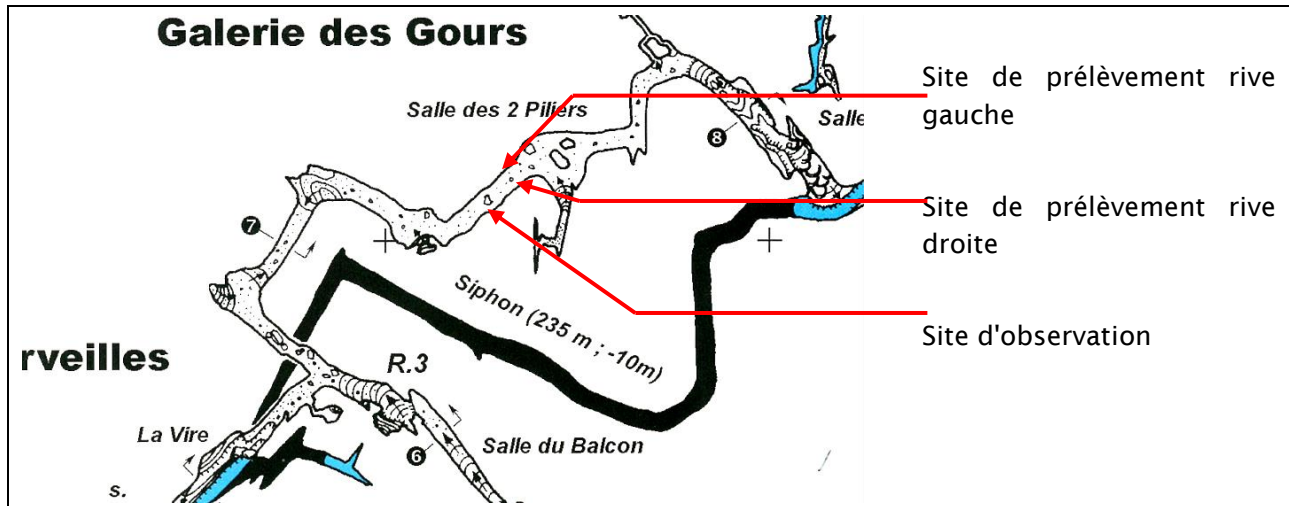 Galerie des Gours
Site de prélèvement rive
gauche
Salle des 2 Piliers
Salle
8
Site de prélèvement rive
droite
7
Siphon (235 m ; -10m)
Site d'observation
rveilles
R.3
La Vire
Salle du Balcon
6
s.